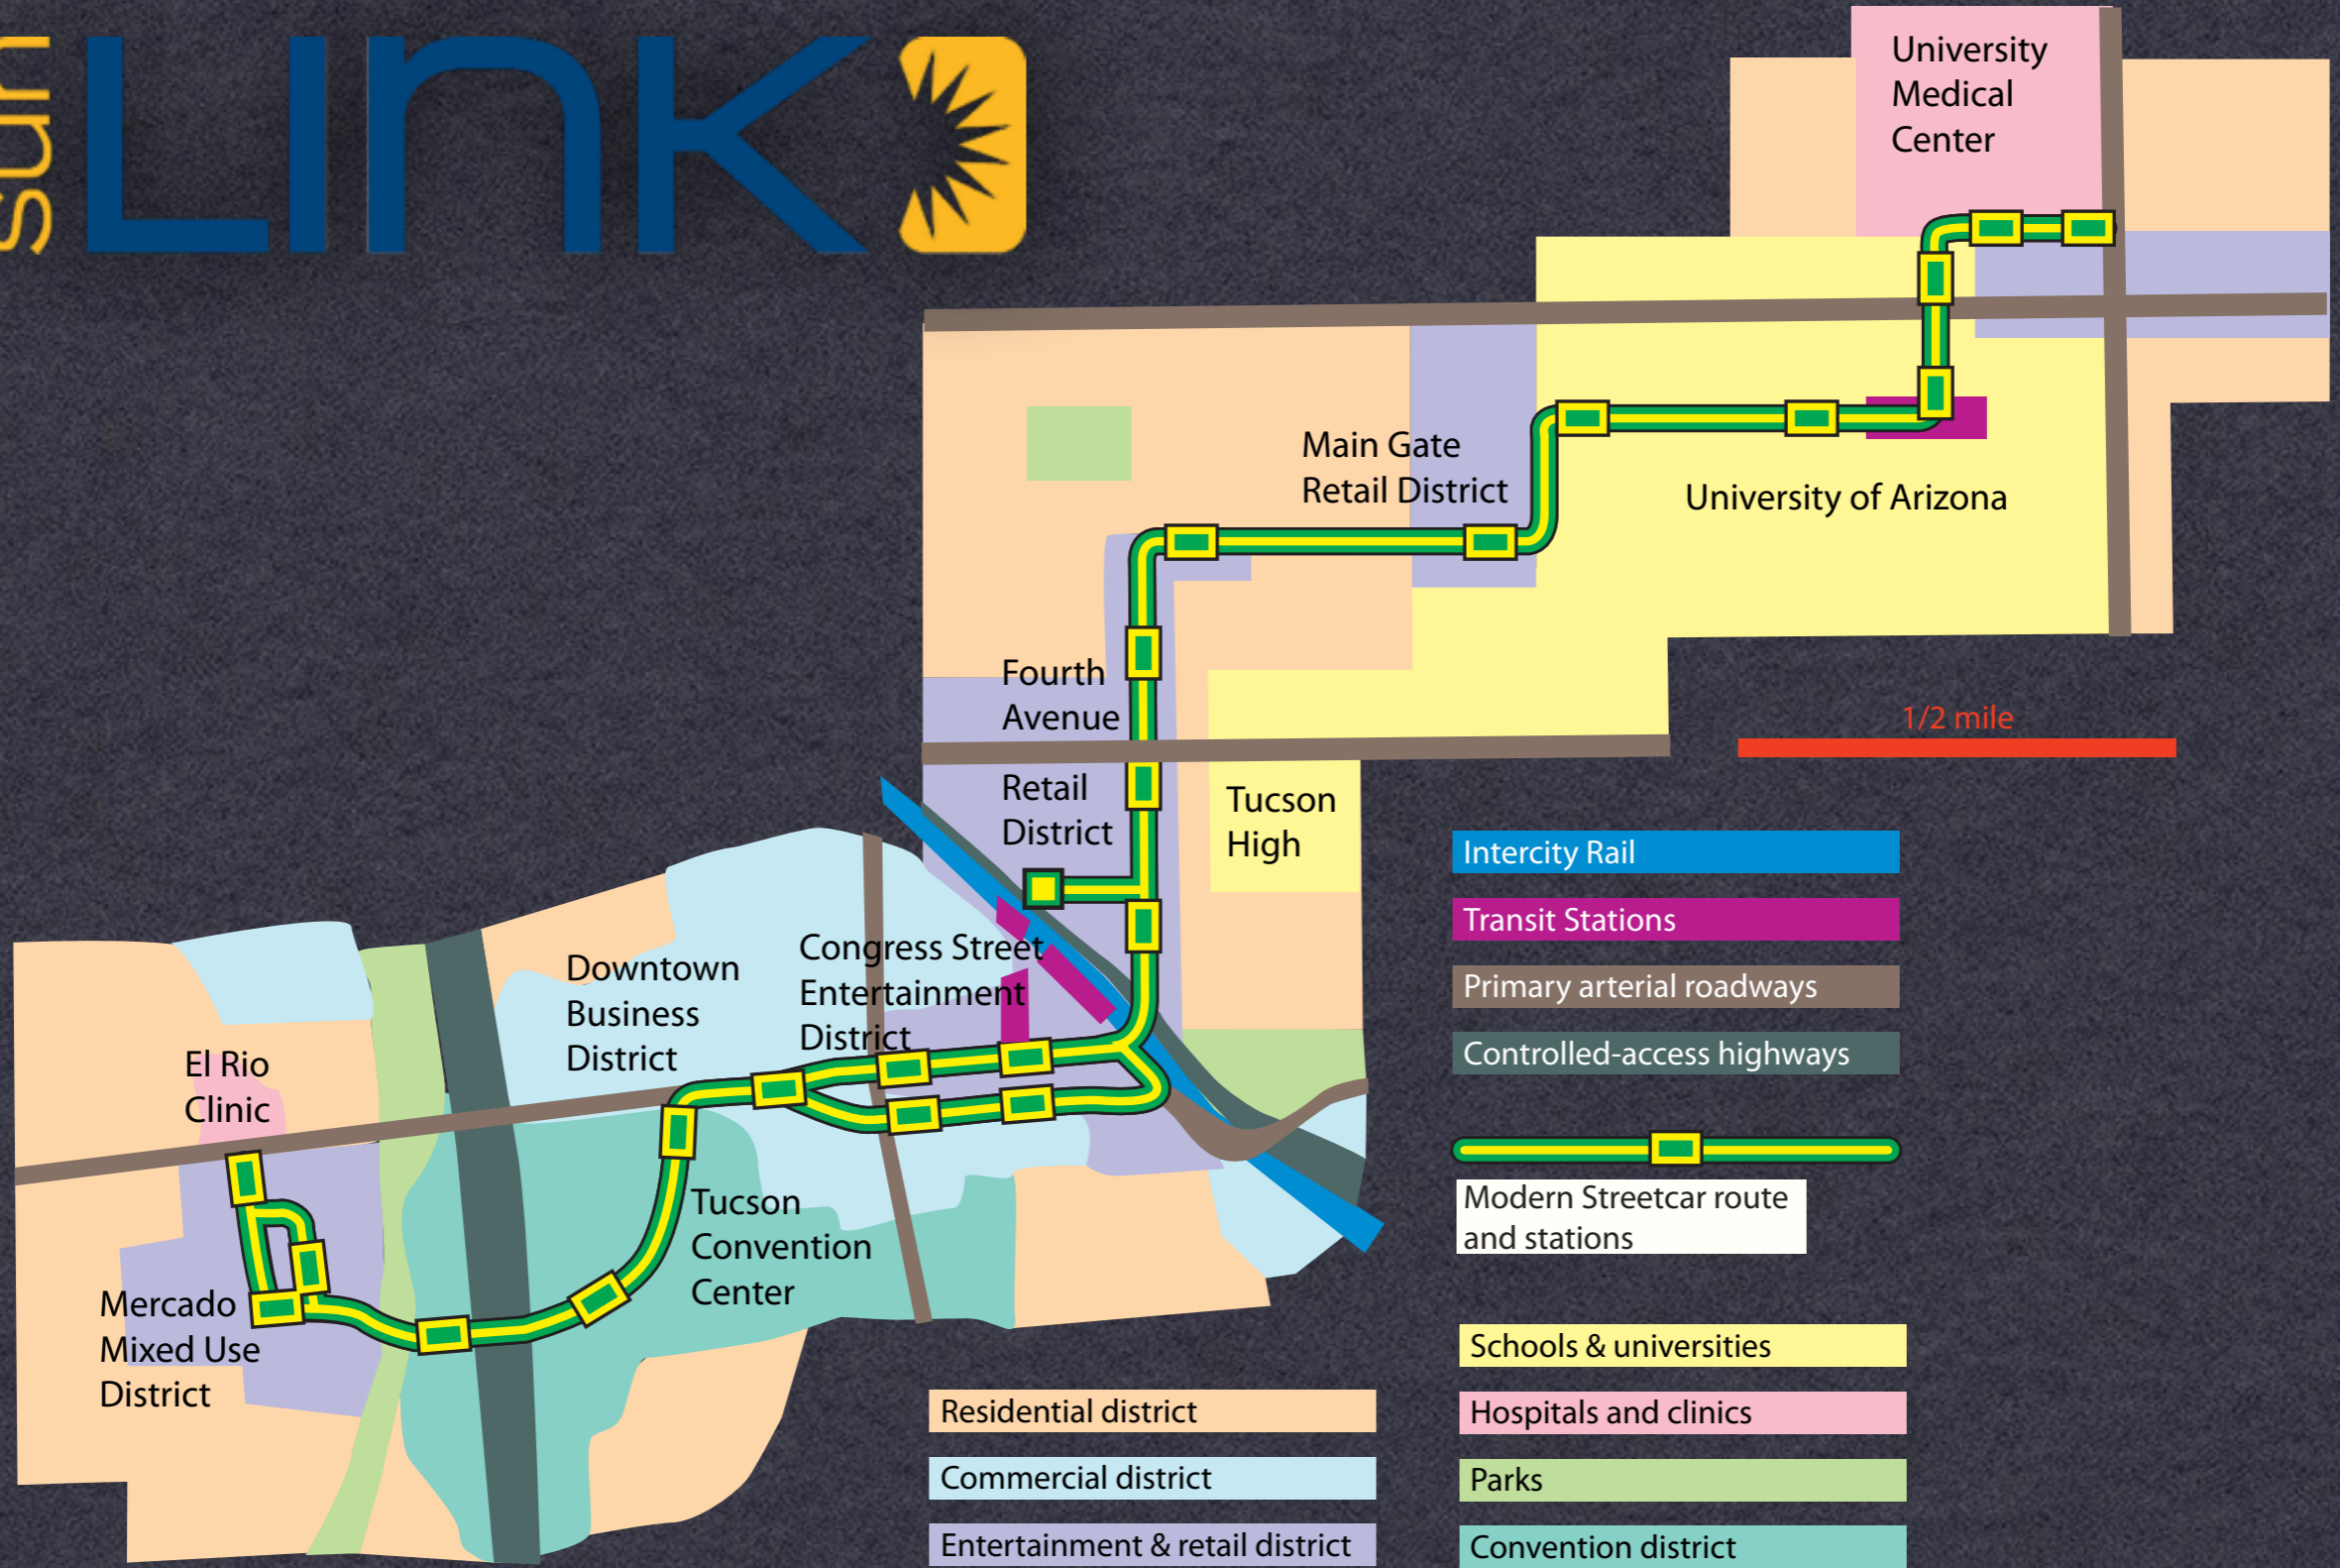 sun
LINK
University
Medical
Center
Main Gate
Retail District
University of Arizona
Fourth
Avenue
1/2 mile
Retail
District
Tucson
High
Intercity Rail
Transit Stations
Primary arterial roadways
Controlled-access highways
Congress Street
Entertainment
District
Downtown
Business
District
El Rio
Clinic
Tucson
Convention
Center
Mercado
Mixed Use
District
Modern Streetcar route
and stations
Schools & universities
Hospitals and clinics
Parks
Convention district
Residential district
Commercial district
Entertainment & retail district